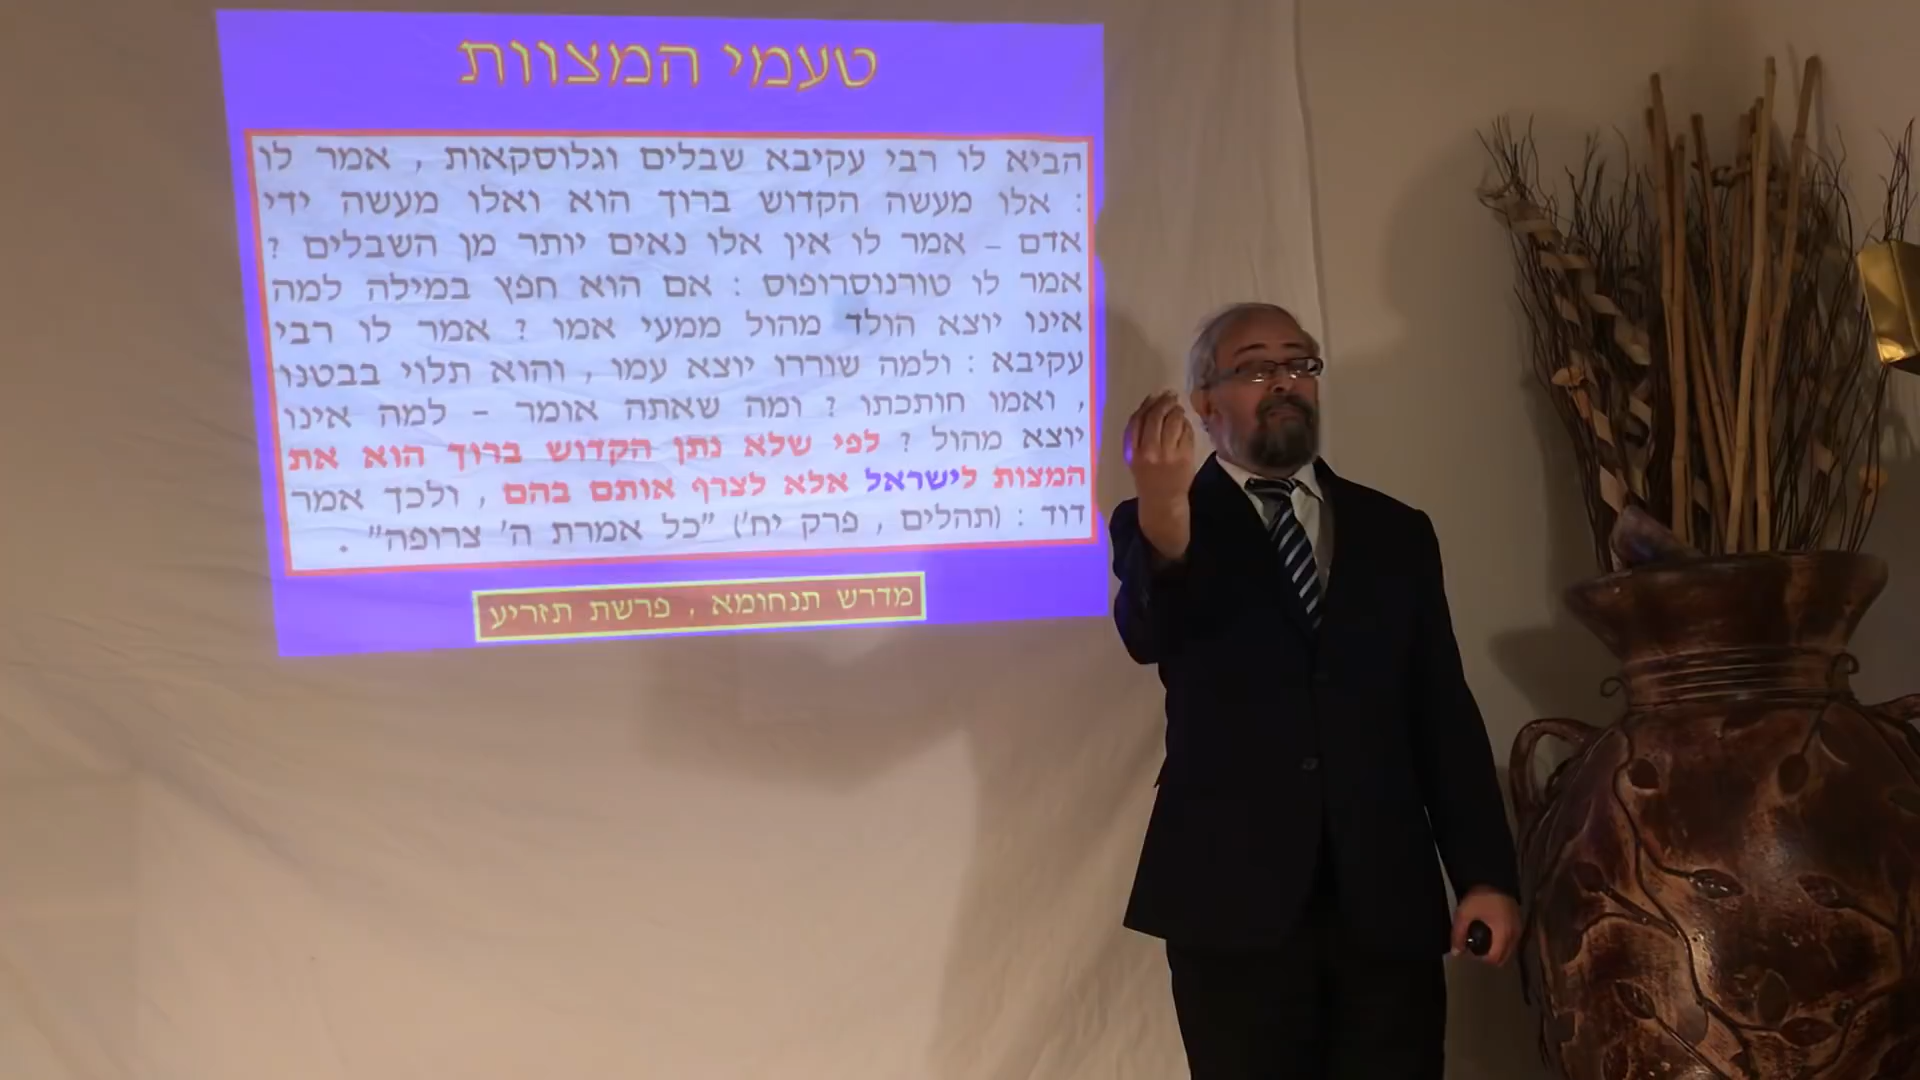 טעמי המצוות
הביא לו רבי עקיבא שבלים וגלוסקאות , אמר לו
: אלו מעשה הקדוש ברוך הוא ואלו מעשה ידי
אדם – אמר לו אין אלו נאים יותר מן השבלים ?
אמר לו טורנוסרופוס : אם הוא חפץ במילה למה
אינו יוצא הולד מהול ממעי אמו ? אמר לו רבי
עקיבא : ולמה שוררו יוצא עמו , והוא תלוי בבטנו
, ואמו חותכתו ? ומה שאתה אומר – למה אינו
יוצא מהול ? לפי שלא נתן הקדוש ברוך הוא את
המצות לישראל אלא לצרף אותם בהם , ולכך אמר
דוד : (תהלים , פרק יח') "כל אמרת ה' צרופה" .
מדרש תנחומא , פרשת תזריע